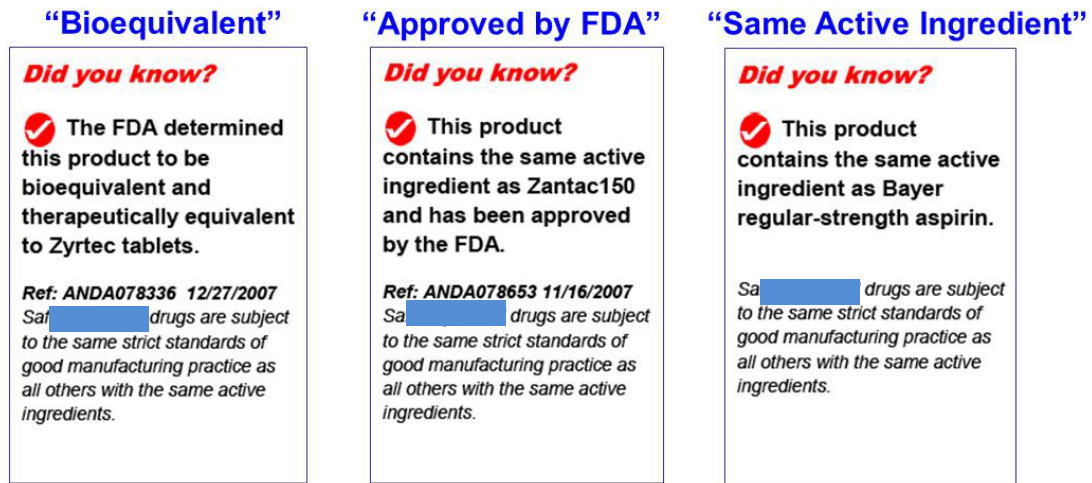 “Bioequivalent”
Did you know?
The FDA determined
this product to be
bioequivalent and
therapeutically equivalent
to Zyrtec tablets.
Ref: ANDA078336 12/27/2007
drugs are subject
to the same strict standards of
good manufacturing practice as
all others with the same active
ingredients.
“Approved by FDA”
Did you know?
This product
contains the same active
ingredient as Zantac150
and has been approved
by the FDA.
Ref: ANDA078653 11/16/2007
drugs are subject
to the same strict standards of
good manufacturing practice as
all others with the same active
ingredients.
“Same Active Ingredient”
Did you know?
This product
contains the same active
ingredient as Bayer
regular-strength aspirin.
drugs are subject
to the same strict standards of
good manufacturing practice as
all others with the same active
ingredients.